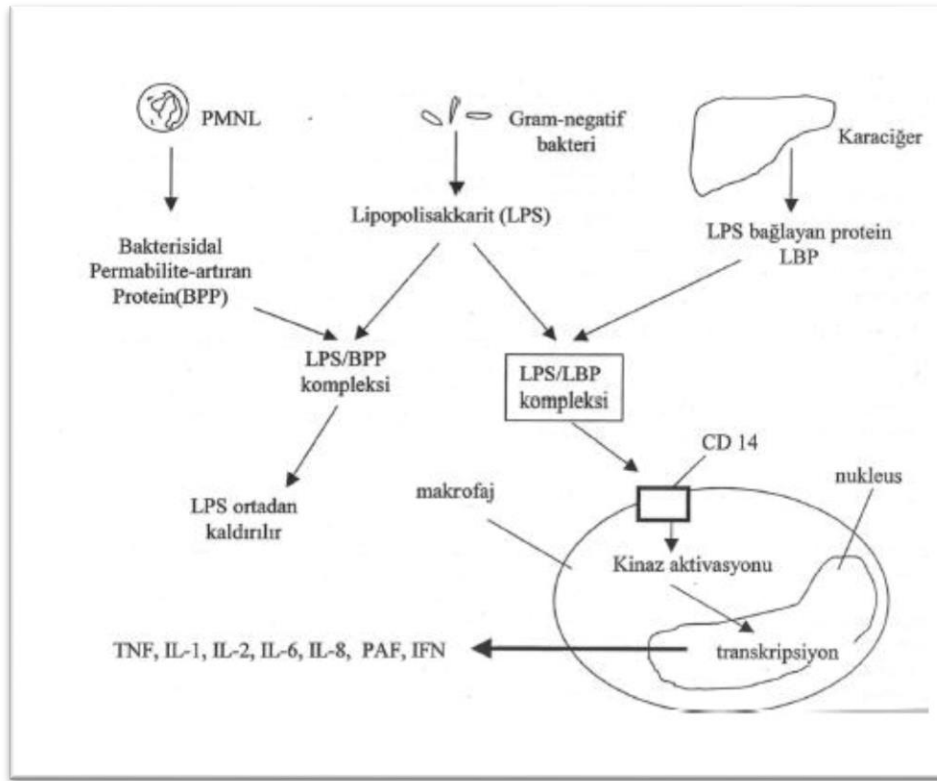 PMNL
Gram-negatif
bakteri
Karaciğer
Lipopolisakkarit (LPS)
LPS bağlayan protein
LBP
Bakterisidal
Permabilite-artıran
Protein(BPP)
LPS/BPP
kompleksi
LPS/LBP
kompleksi
CD 14
nukleus
makrofaj
LPS ortadan
kaldırılır
Kinaz aktivasyonu
transkripsiyon
TNF, IL-1, IL-2, IL-6, IL-8, PAF, IFN